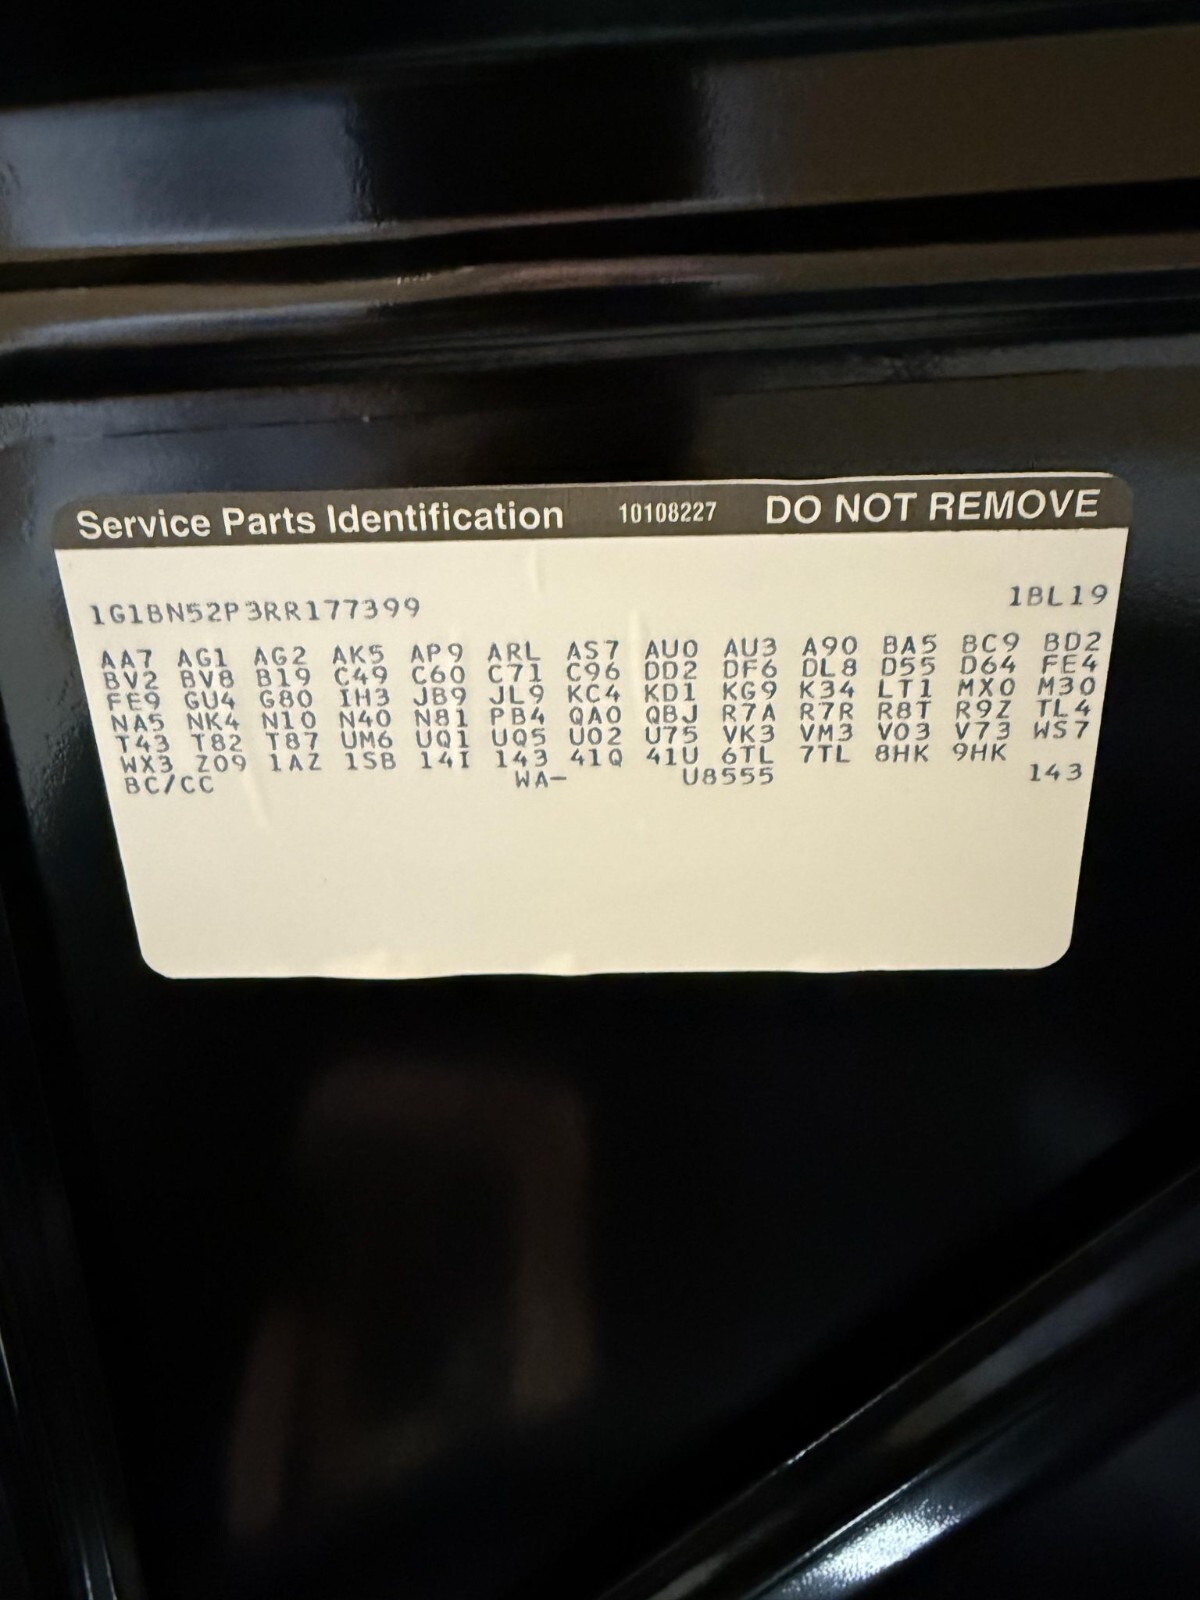 Service Parts Identification 10108227 DO NOT REMOVE
1G1BN52P3RR177399 1BL19
AA7 AG1 AG2 AK5 AP9 ARL AS7 AU0 AU3 A90 BA5 BC9 BD2
BV2 BV8 B19 C49 C60 C71 C96 DD2 DF6 DL8 D55 D64 FE4
FE9 GU4 G80 IH3 JB9 JL9 KC4 KD1 KG9 K34 LT1 MX0 M30
NA5 NK4 N10 N40 N81 PB4 QA0 QBJ R7A R7R R8T R9Z TL4
T43 T82 T87 UM6 UQ1 UQ5 U02 U75 VK3 VM3 V03 V73 WS7
WX3 Z09 1AZ 1SB 14I 143 41Q 41U 6TL 7TL 8HK 9HK
BC/CC WA- U8555 143